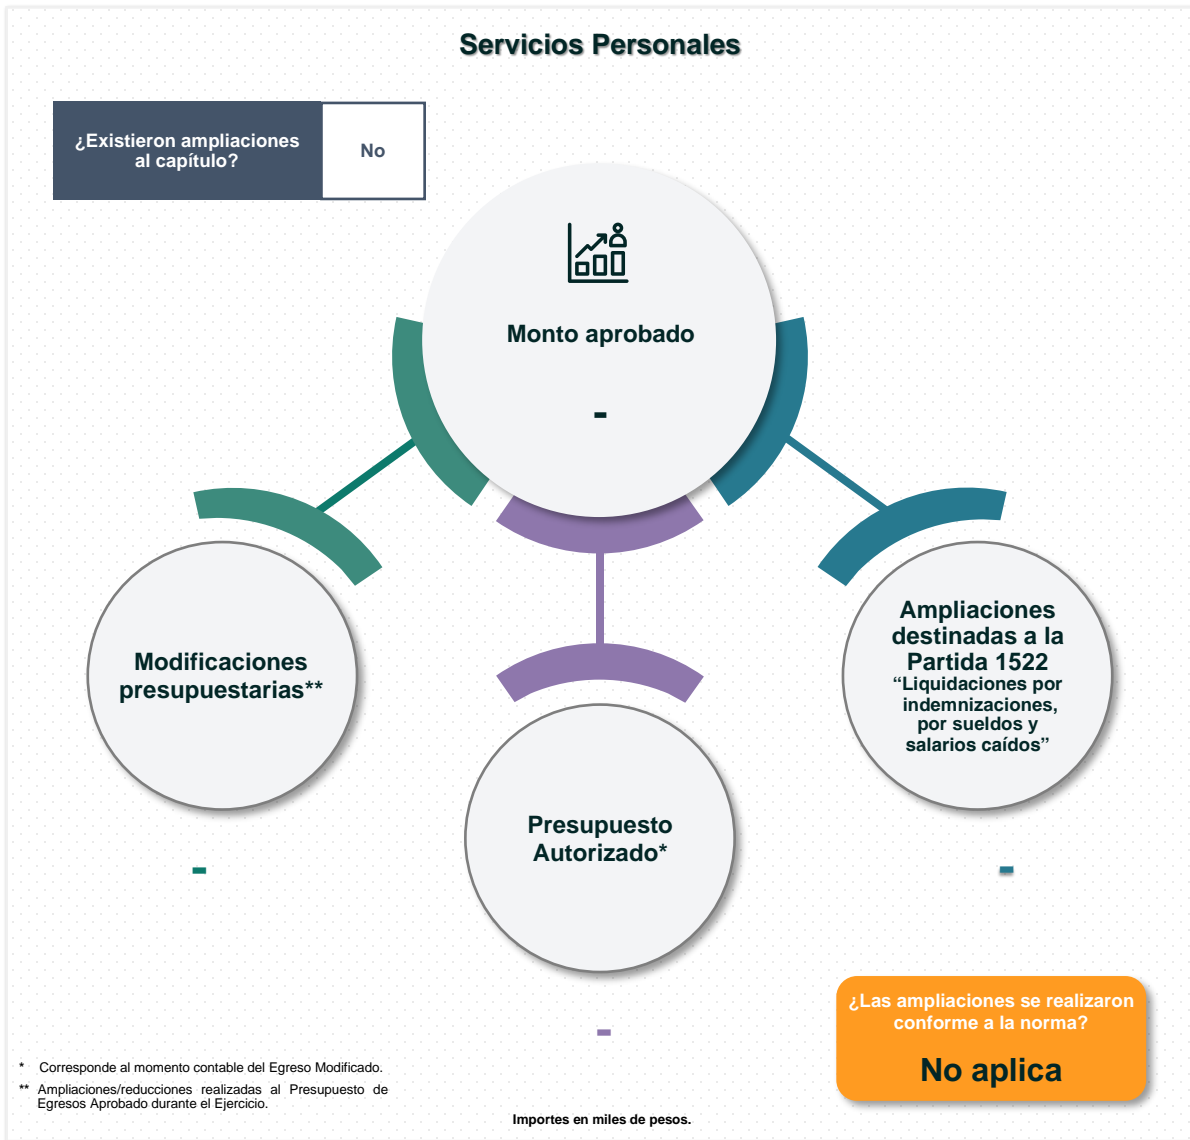 Servicios Personales
¿Existieron ampliaciones
al capítulo?
No
Monto aprobado
-
Modificaciones
presupuestarias**
-
Presupuesto
Autorizado*
-
Ampliaciones
destinadas a la
Partida 1522
“Liquidaciones por
indemnizaciones,
por sueldos y
salarios caídos”
-
¿Las ampliaciones se realizaron
conforme a la norma?
No aplica
* Corresponde al momento contable del Egreso Modificado.
** Ampliaciones/reducciones realizadas al Presupuesto de
Egresos Aprobado durante el Ejercicio.
Importes en miles de pesos.